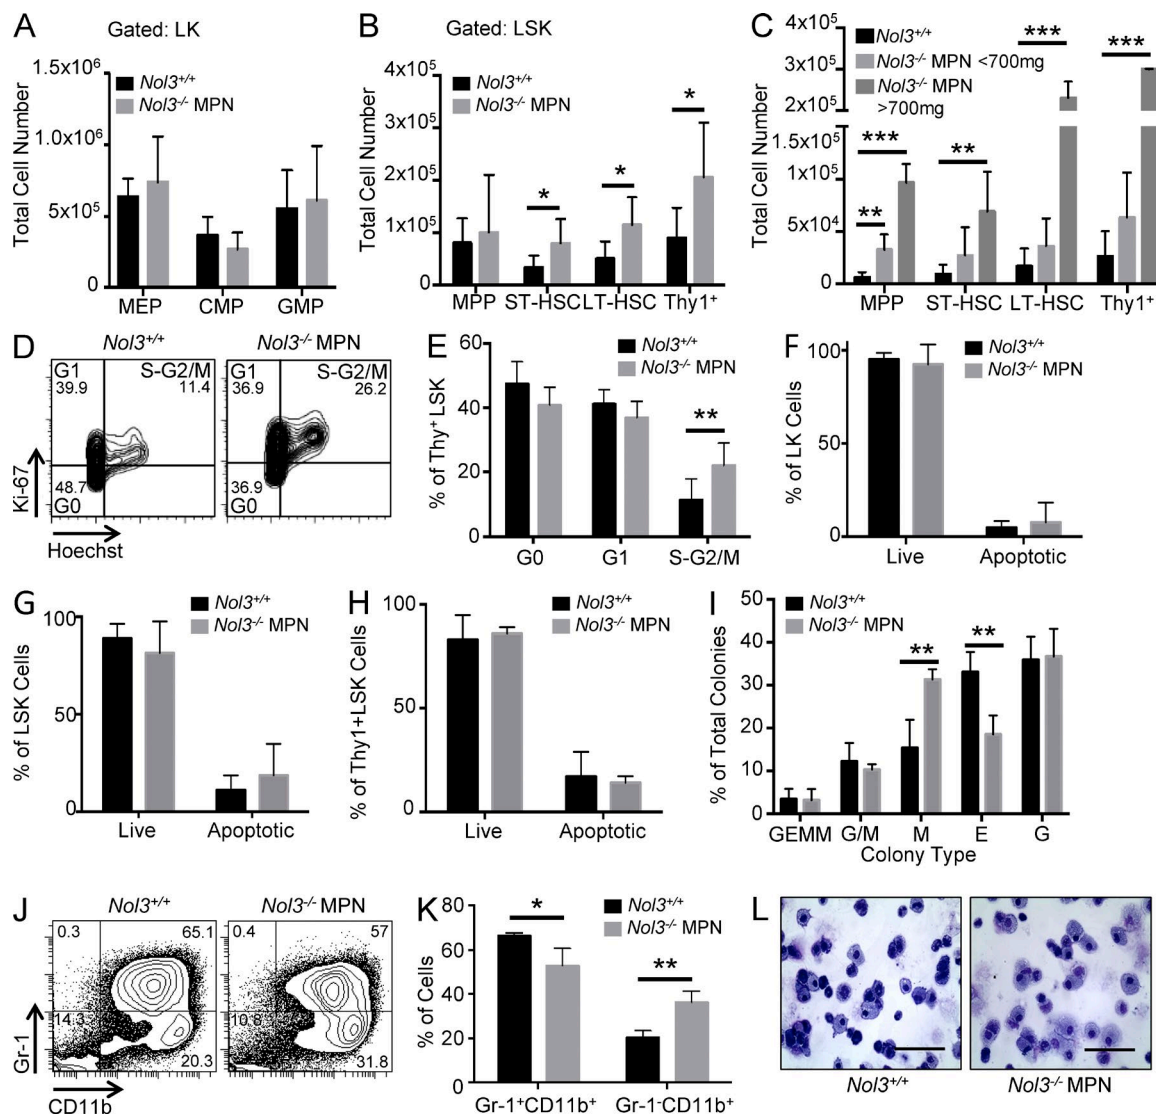 A Gated: LK
Nol3+/+
Nol3-/- MPN
Total Cell Number
1.5x10⁶
1.0x10⁶
5x10⁵
0
MEP CMP GMP
B Gated: LSK
Nol3+/+
Nol3-/- MPN
Total Cell Number
4x10⁵
3x10⁵
2x10⁵
1x10⁵
0
* * *
MPP ST-HSC LT-HSC Thy1⁺
C
Nol3+/+
Nol3-/- MPN <700mg
Nol3-/- MPN
>700mg
Total Cell Number
4x10⁵
3x10⁵
2x10⁵
1x10⁵
5x10⁴
0
** *** ** *** ***
MPP ST-HSC LT-HSC Thy1⁺
D Nol3+/+ Nol3-/- MPN
G1 S-G2/M
39.9 11.4
48.7
G0
G1 S-G2/M
36.9 26.2
36.9
G0
Ki-67
Hoechst
E
Nol3+/+
Nol3-/- MPN
% of Thy⁺ LSK
60
40
20
0
**
G0 G1 S-G2/M
F
Nol3+/+
Nol3-/- MPN
% of LK Cells
100
50
0
Live Apoptotic
G
Nol3+/+
Nol3-/- MPN
% of LSK Cells
100
50
0
Live Apoptotic
H
Nol3+/+
Nol3-/- MPN
% of Thy1+LSK Cells
100
50
0
Live Apoptotic
I
Nol3+/+
Nol3-/- MPN
% of Total Colonies
50
40
30
20
10
0
** **
GEMM G/M M E G
Colony Type
J Nol3+/+ Nol3-/- MPN
0.3 65.1
14.3 20.3
0.4 57
10.8 31.8
Gr-1
CD11b
K
Nol3+/+
Nol3-/- MPN
% of Cells
80
60
40
20
0
* **
Gr-1⁺CD11b⁺ Gr-1⁻CD11b⁺
L
Nol3+/+ Nol3-/- MPN